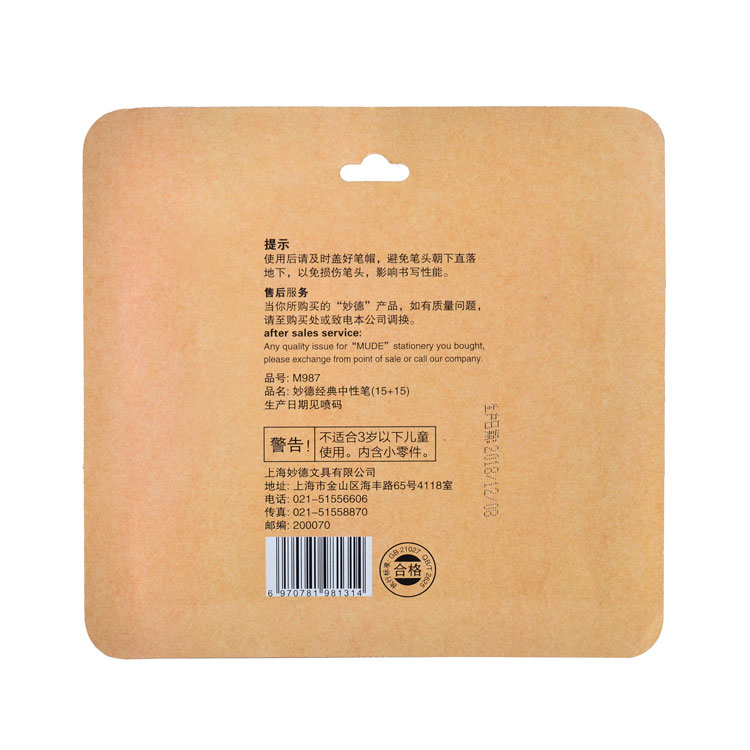 提示
使用后请及时盖好笔帽，避免笔头朝下直落
地下，以免损伤笔头，影响书写性能。
售后服务
当你所购买的“妙德”产品，如有质量问题，
请至购买处或致电本公司调换。
after sales service:
Any quality issue for “MUDE” stationery you bought,
please exchange from point of sale or call our company.
品号: M987
品名: 妙德经典中性笔(15+15)
生产日期见喷码
警告!
不适合3岁以下儿童
使用。内含小零件。
上海妙德文具有限公司
地址: 上海市金山区海丰路65号4118室
电话: 021-51556606
传真: 021-51558870
邮编: 200070
6 970781 981314
执行标准 QB 21027 QB/T 2625
合格
生产日期:2018/12/08